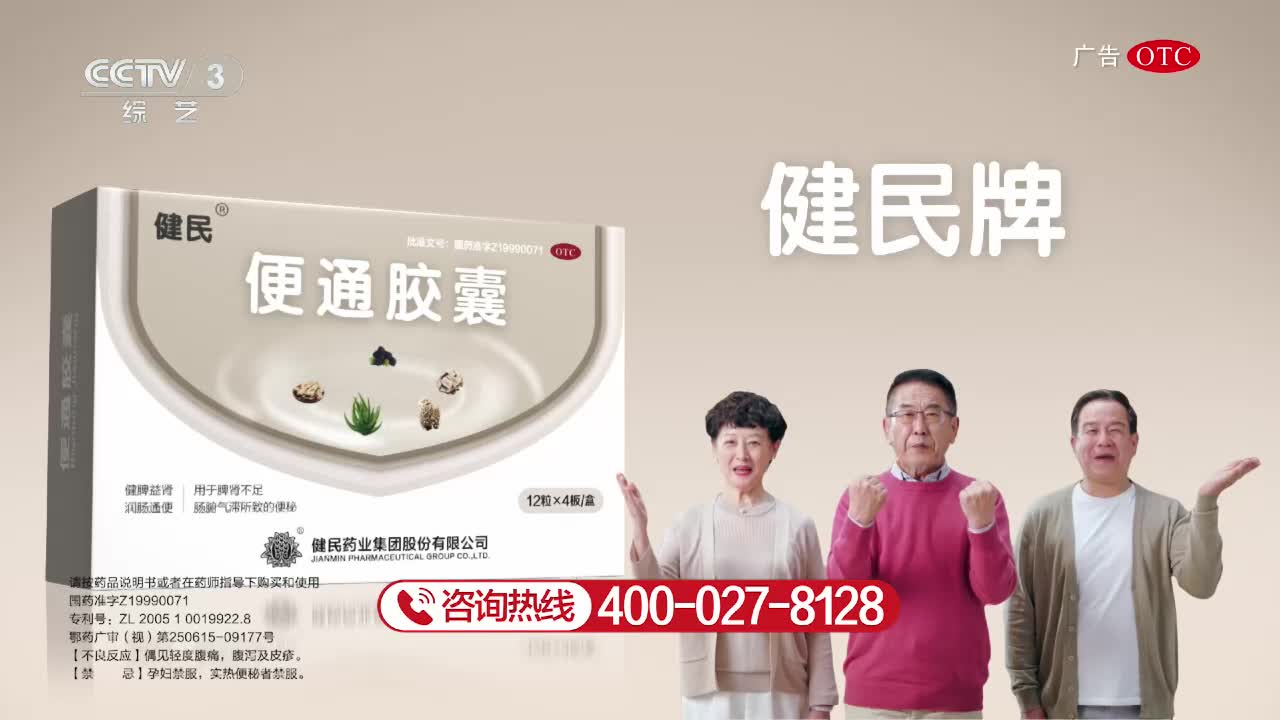 CCTV 3
综艺
广告 OTC
健民牌
健民®
批准文号：国药准字Z19990071 OTC
便通胶囊
健脾益肾 用于脾肾不足
润肠通便 肠腑气滞所致的便秘
12粒×4板/盒
健民药业集团股份有限公司
JIANMIN PHARMACEUTICAL GROUP CO.,LTD.
请按药品说明书或者在药师指导下购买和使用
国药准字Z19990071
专利号：ZL 2005 1 0019922.8
鄂药广审（视）第250615-09177号
【不良反应】偶见轻度腹痛，腹泻及皮疹。
【禁 忌】孕妇禁服，实热便秘者禁服。
咨询热线 400-027-8128